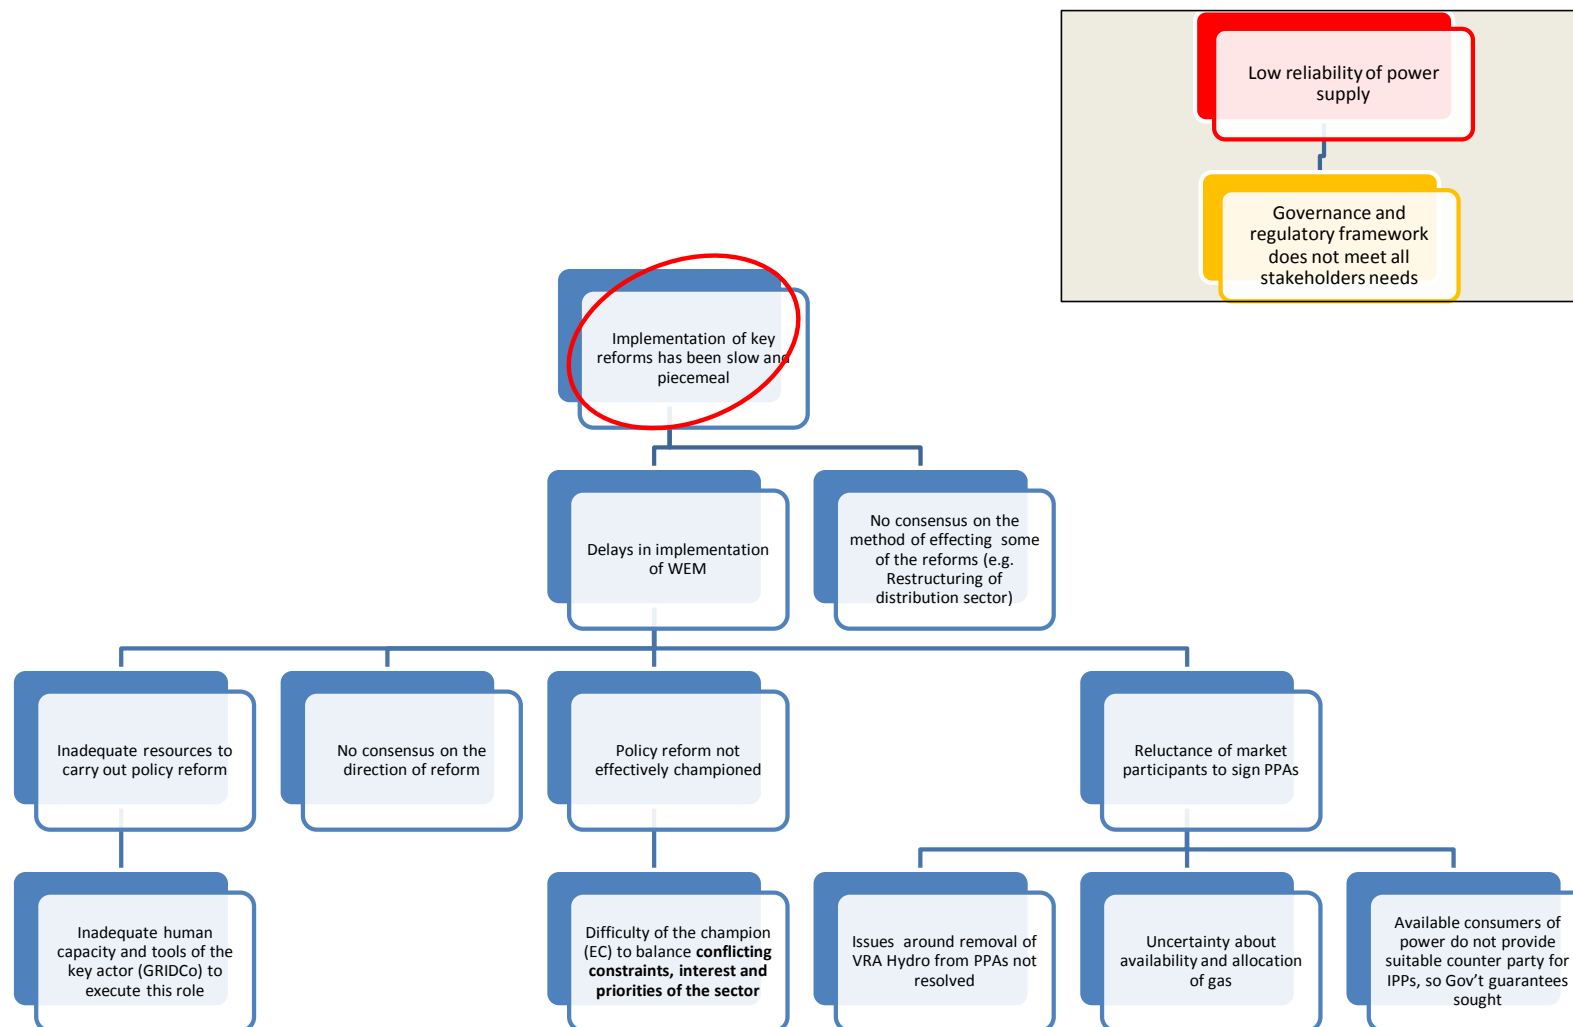 Low reliability of power
supply
Governance and
regulatory framework
does not meet all
stakeholders needs
Implementation of key
reforms has been slow and
piecemeal
Delays in implementation
of WEM
No consensus on the
method of effecting some
of the reforms (e.g.
Restructuring of
distribution sector)
Inadequate resources to
carry out policy reform
No consensus on the
direction of reform
Policy reform not
effectively championed
Reluctance of market
participants to sign PPAs
Inadequate human
capacity and tools of the
key actor (GRIDCo) to
execute this role
Difficulty of the champion
(EC) to balance conflicting
constraints, interest and
priorities of the sector
Issues around removal of
VRA Hydro from PPAs not
resolved
Uncertainty about
availability and allocation
of gas
Available consumers of
power do not provide
suitable counter party for
IPPs, so Gov’t guarantees
sought